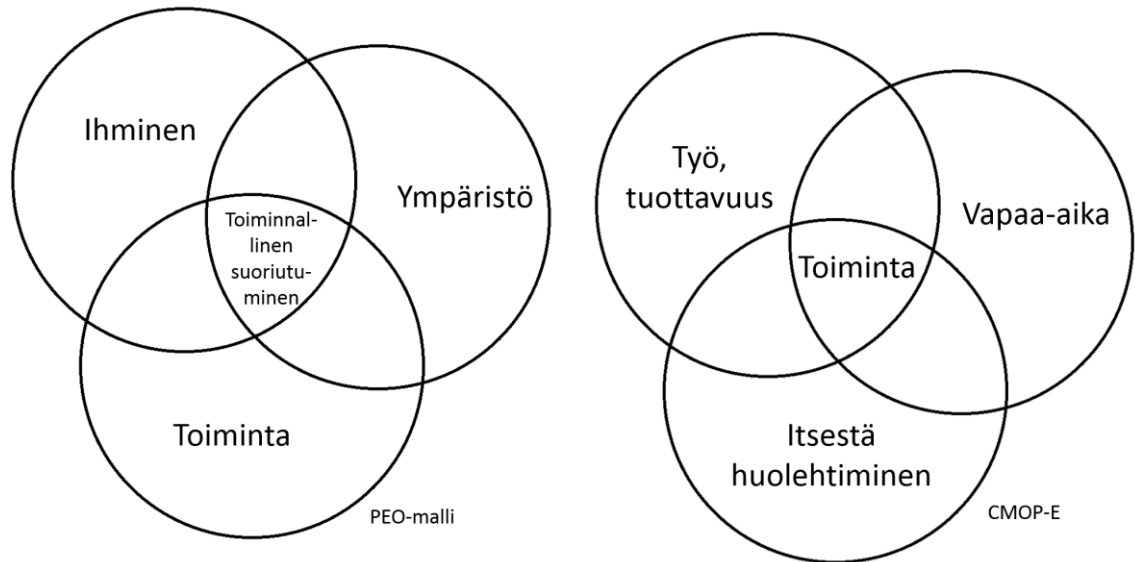 Ihminen
Ympäristö
Toiminnal-
linen
suoriutu-
minen
Toiminta
PEO-malli
Työ,
tuottavuus
Vapaa-aika
Toiminta
Itsestä
huolehtiminen
CMOP-E